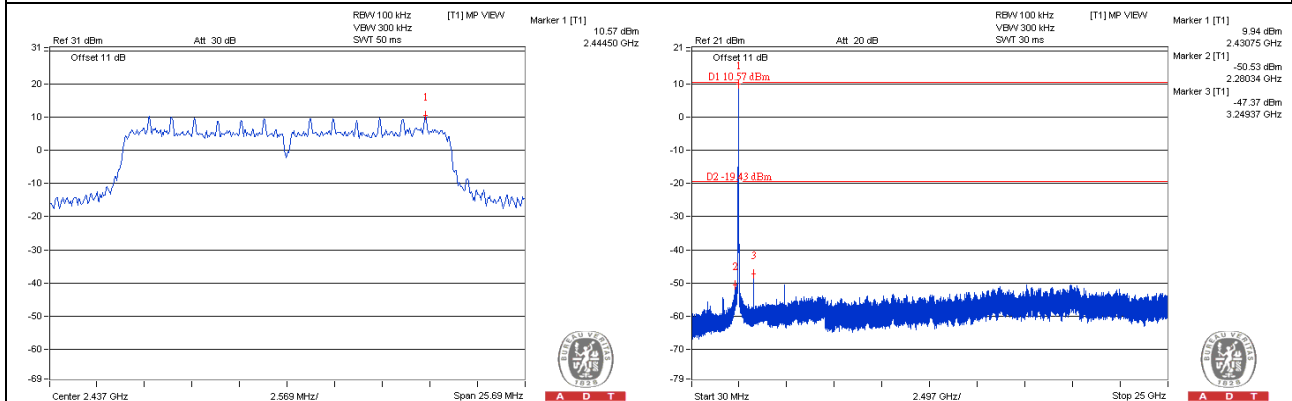 RBW 100 kHz [T1] MP VIEW
VBW 300 kHz
Ref 31 dBm Att 30 dB SWT 50 ms
Marker 1 [T1]
10.57 dBm
2.44450 GHz
31
Offset 11 dB
20
10
0
-10
-20
-30
-40
-50
-60
-69
1
Center 2.437 GHz 2.569 MHz/ Span 25.69 MHz
BUREAU VERITAS
1828
A D T
RBW 100 kHz [T1] MP VIEW
VBW 300 kHz
Ref 21 dBm Att 20 dB SWT 30 ms
Marker 1 [T1]
9.94 dBm
2.43075 GHz
Marker 2 [T1]
-50.53 dBm
2.28034 GHz
Marker 3 [T1]
-47.37 dBm
3.24937 GHz
21
Offset 11 dB
1
D1 10.57 dBm
10
0
-10
D2 -19.43 dBm
-20
-30
-40
2
3
-50
-60
-70
-79
Start 30 MHz 2.497 GHz/ Stop 25 GHz
BUREAU VERITAS
1828
A D T